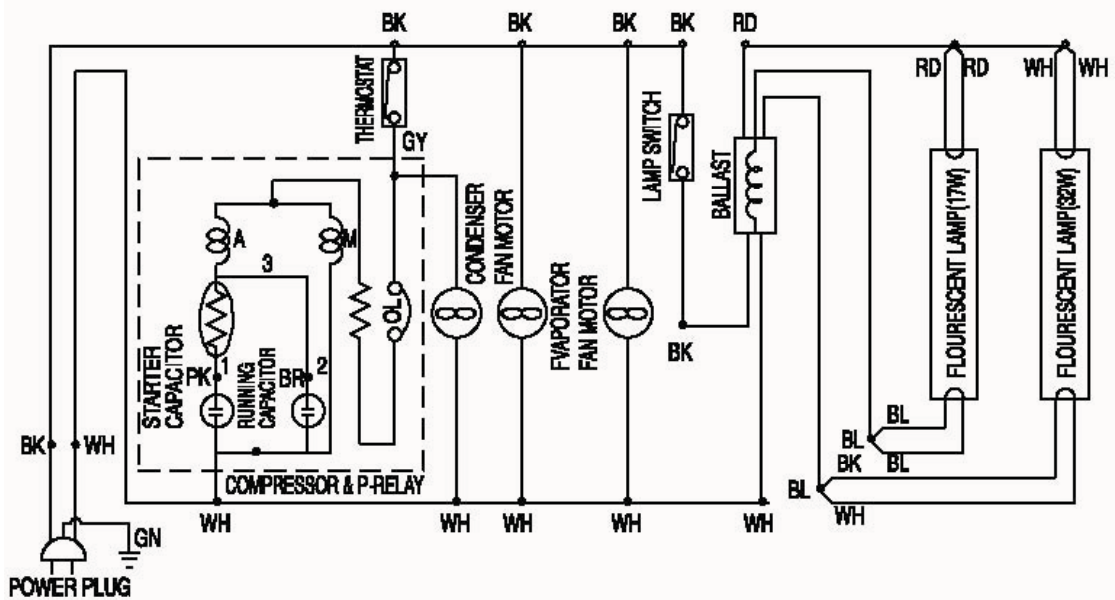 BK
BK
BK
BK
RD
RD
RD
WH
WH
THERMOSTAT
GY
LAMP SWITCH
BALLAST
FLOURESCENT LAMP(17W)
FLOURESCENT LAMP(32W)
A
M
3
OL
CONDENSER
FAN MOTOR
FVAPORATOR
FAN MOTOR
BK
STARTER
CAPACITOR
PK
1
RUNNING
CAPACITOR
BR
2
BK
WH
BL
BL
BL
BK
BL
WH
COMPRESSOR & P-RELAY
WH
WH
WH
WH
WH
GN
POWER PLUG